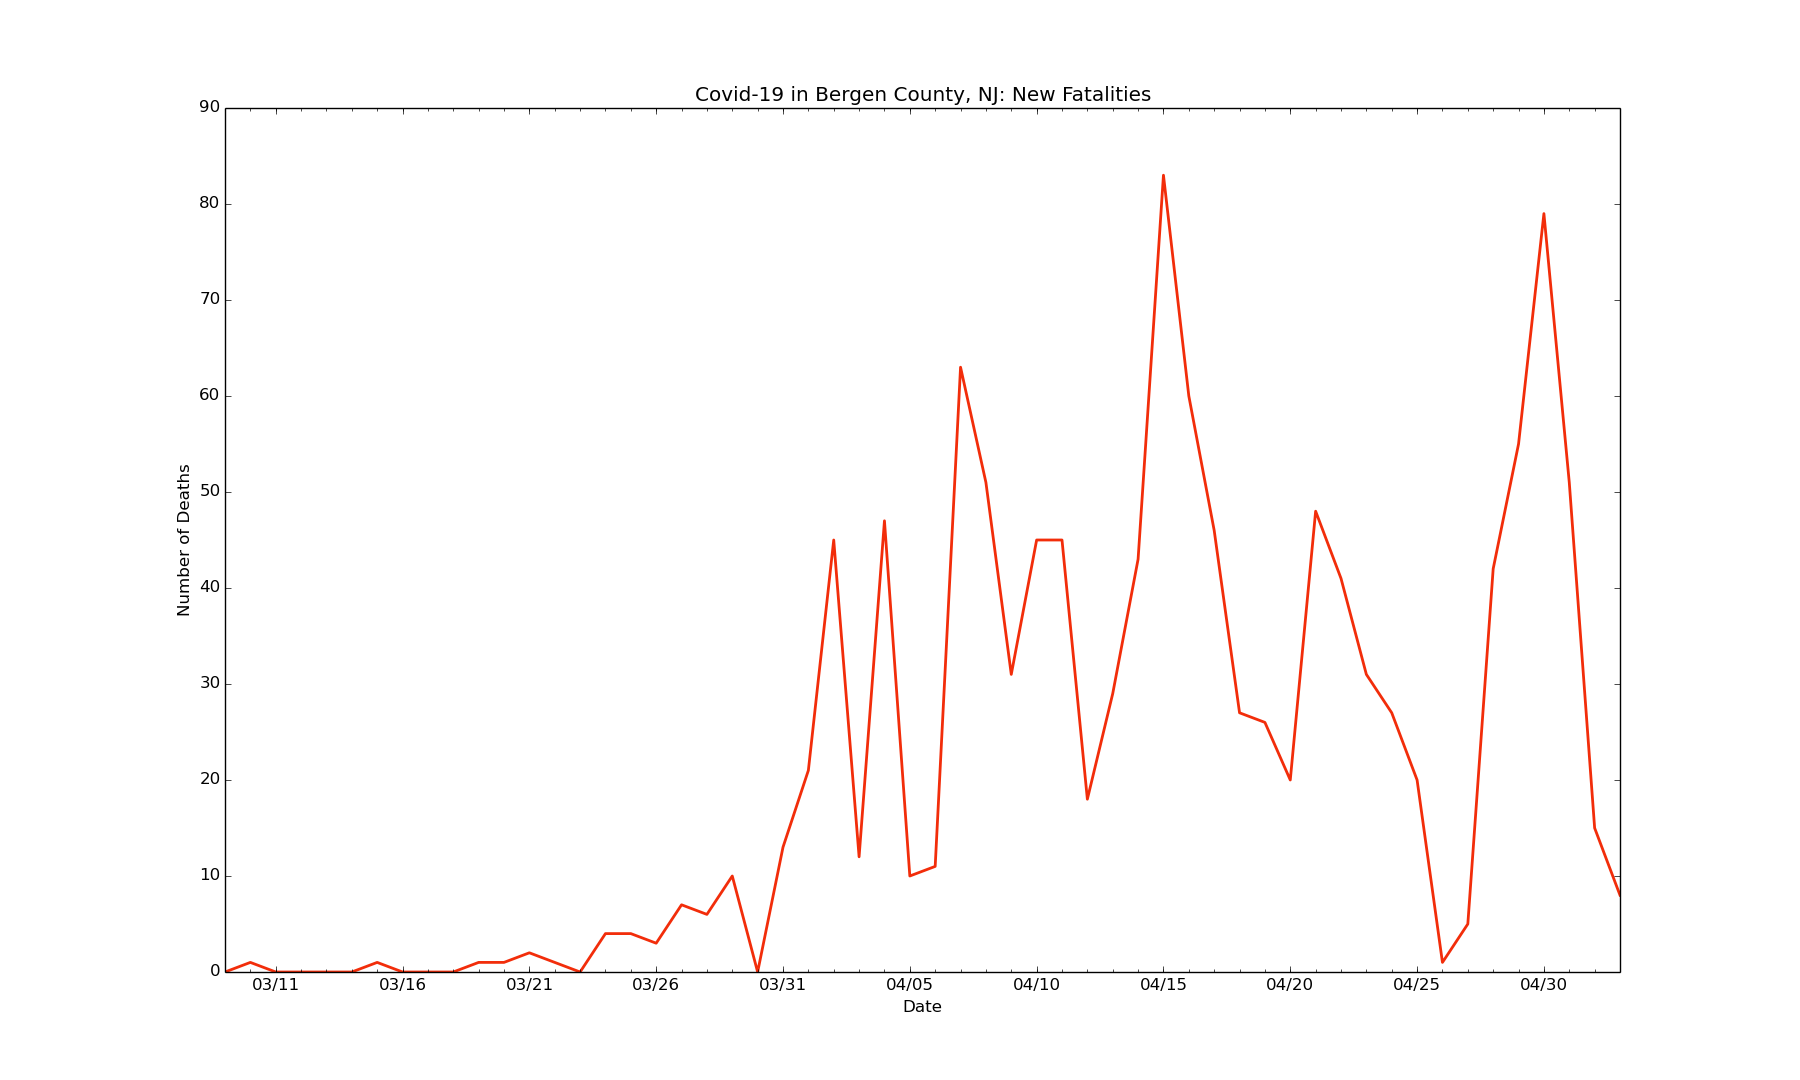 Covid-19 in Bergen County, NJ: New Fatalities
90
80
70
60
50
40
30
20
10
0
Number of Deaths
03/11 03/16 03/21 03/26 03/31 04/05 04/10 04/15 04/20 04/25 04/30
Date